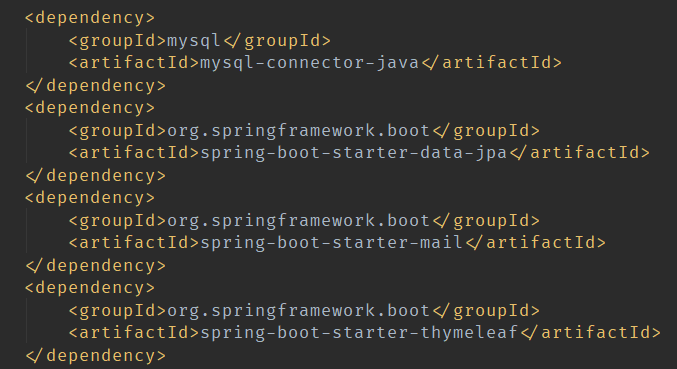 <dependency>
<groupId>mysql</groupId>
<artifactId>mysql-connector-java</artifactId>
</dependency>
<dependency>
<groupId>org.springframework.boot</groupId>
<artifactId>spring-boot-starter-data-jpa</artifactId>
</dependency>
<dependency>
<groupId>org.springframework.boot</groupId>
<artifactId>spring-boot-starter-mail</artifactId>
</dependency>
<dependency>
<groupId>org.springframework.boot</groupId>
<artifactId>spring-boot-starter-thymeleaf</artifactId>
</dependency>